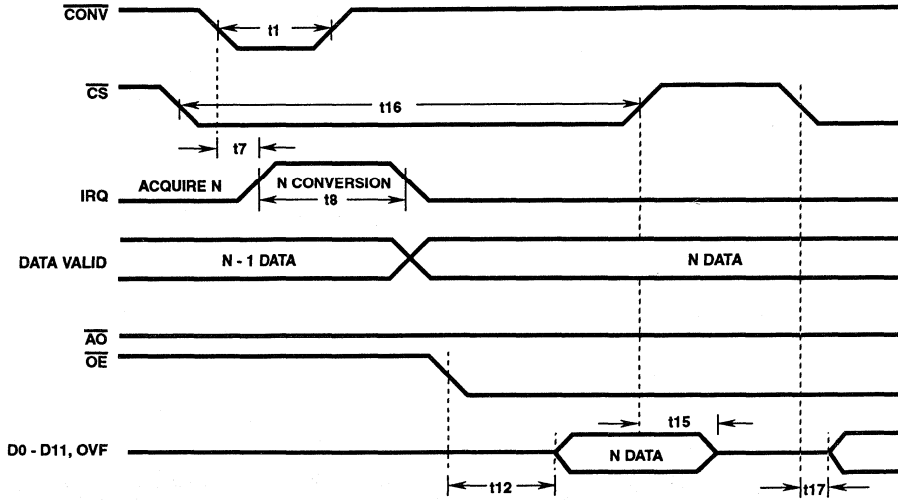 CONV
t1
CS
t16
t7
IRQ
ACQUIRE N
N CONVERSION
t8
DATA VALID
N - 1 DATA
N DATA
AO
OE
t15
D0 - D11, OVF
N DATA
t12
t17